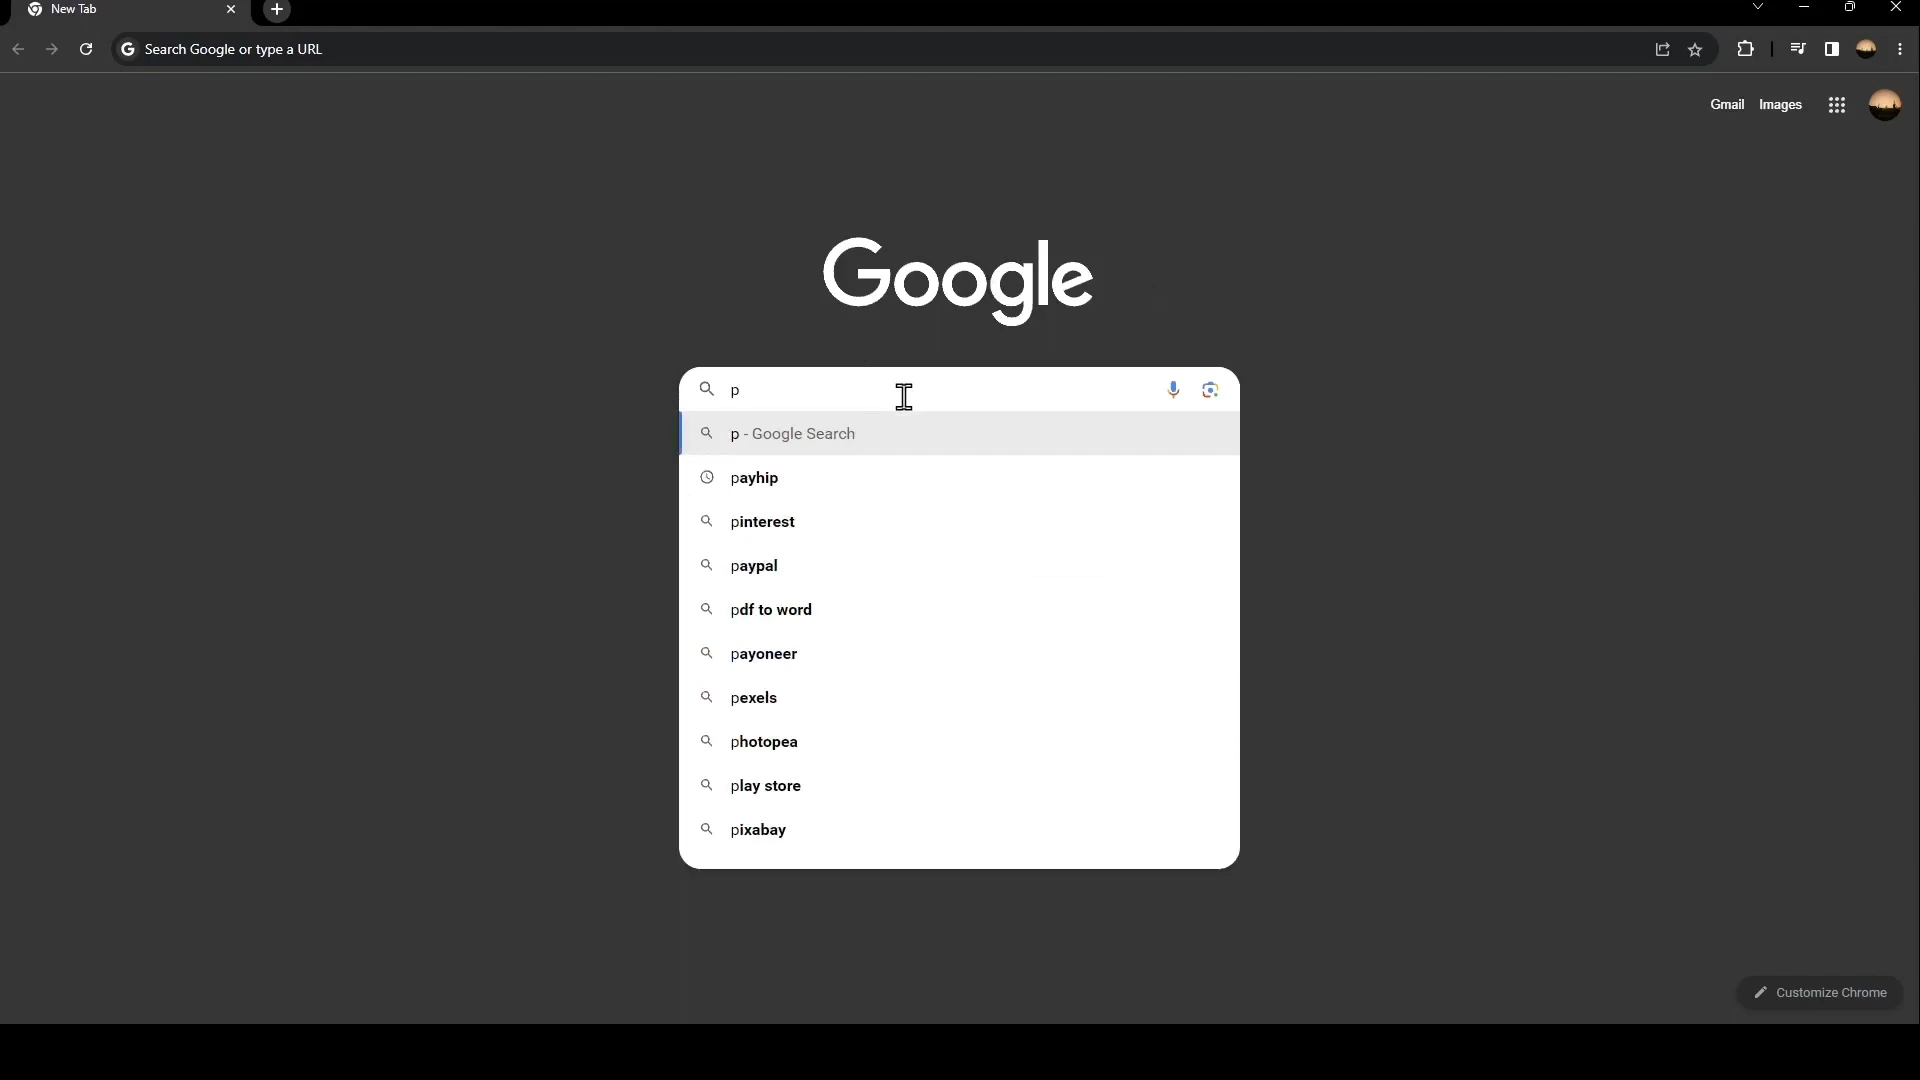 New Tab
Search Google or type a URL
Gmail Images
Google
p
p - Google Search
payhip
pinterest
paypal
pdf to word
payoneer
pexels
photopea
play store
pixabay
Customize Chrome